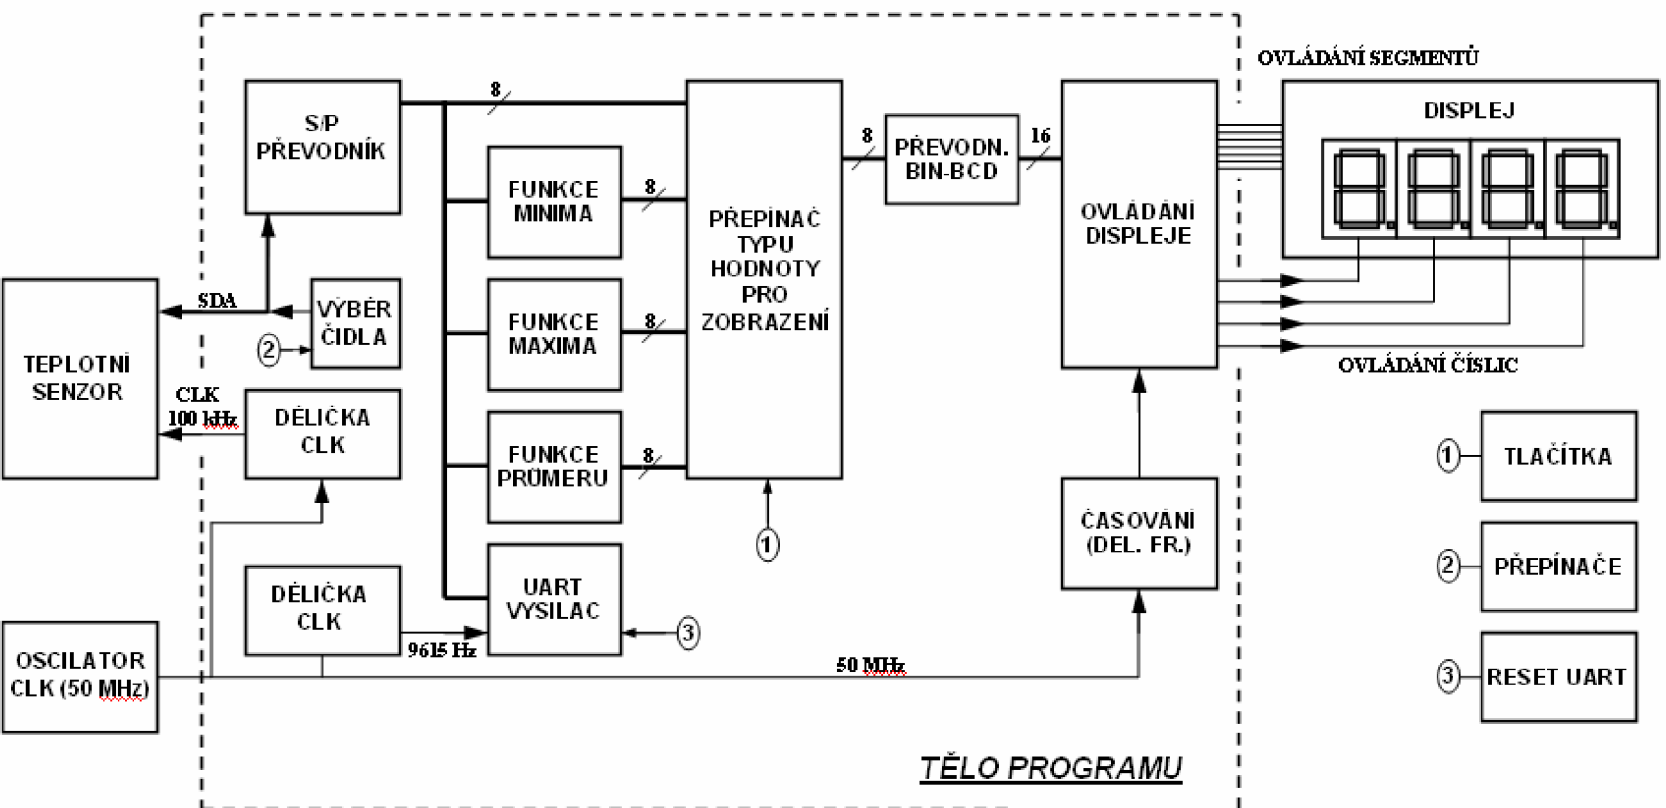 OVLÁDÁNÍ SEGMENTŮ
DISPLEJ
S/P
PŘEVODNÍK
8
8
PŘEVODN.
BIN-BCD
16
FUNKCE
MINIMA
8
PŘEPÍNAČ
TYPU
HODNOTY
PRO
ZOBRAZENÍ
OVLÁDÁNÍ
DISPLEJE
SDA
VÝBĚR
ČIDLA
2
FUNKCE
MAXIMA
8
TEPLOTNÍ
SENZOR
OVLÁDÁNÍ ČÍSLIC
CLK
100 kHz
DĚLIČKA
CLK
FUNKCE
PRŮMĚRU
8
1
TLAČÍTKA
1
ČASOVÁNÍ
(DEL. FR.)
2
PŘEPÍNAČE
DĚLIČKA
CLK
UART
VYSILAC
9615 Hz
3
OSCILATOR
CLK (50 MHz)
50 MHz
3
RESET UART
TĚLO PROGRAMU